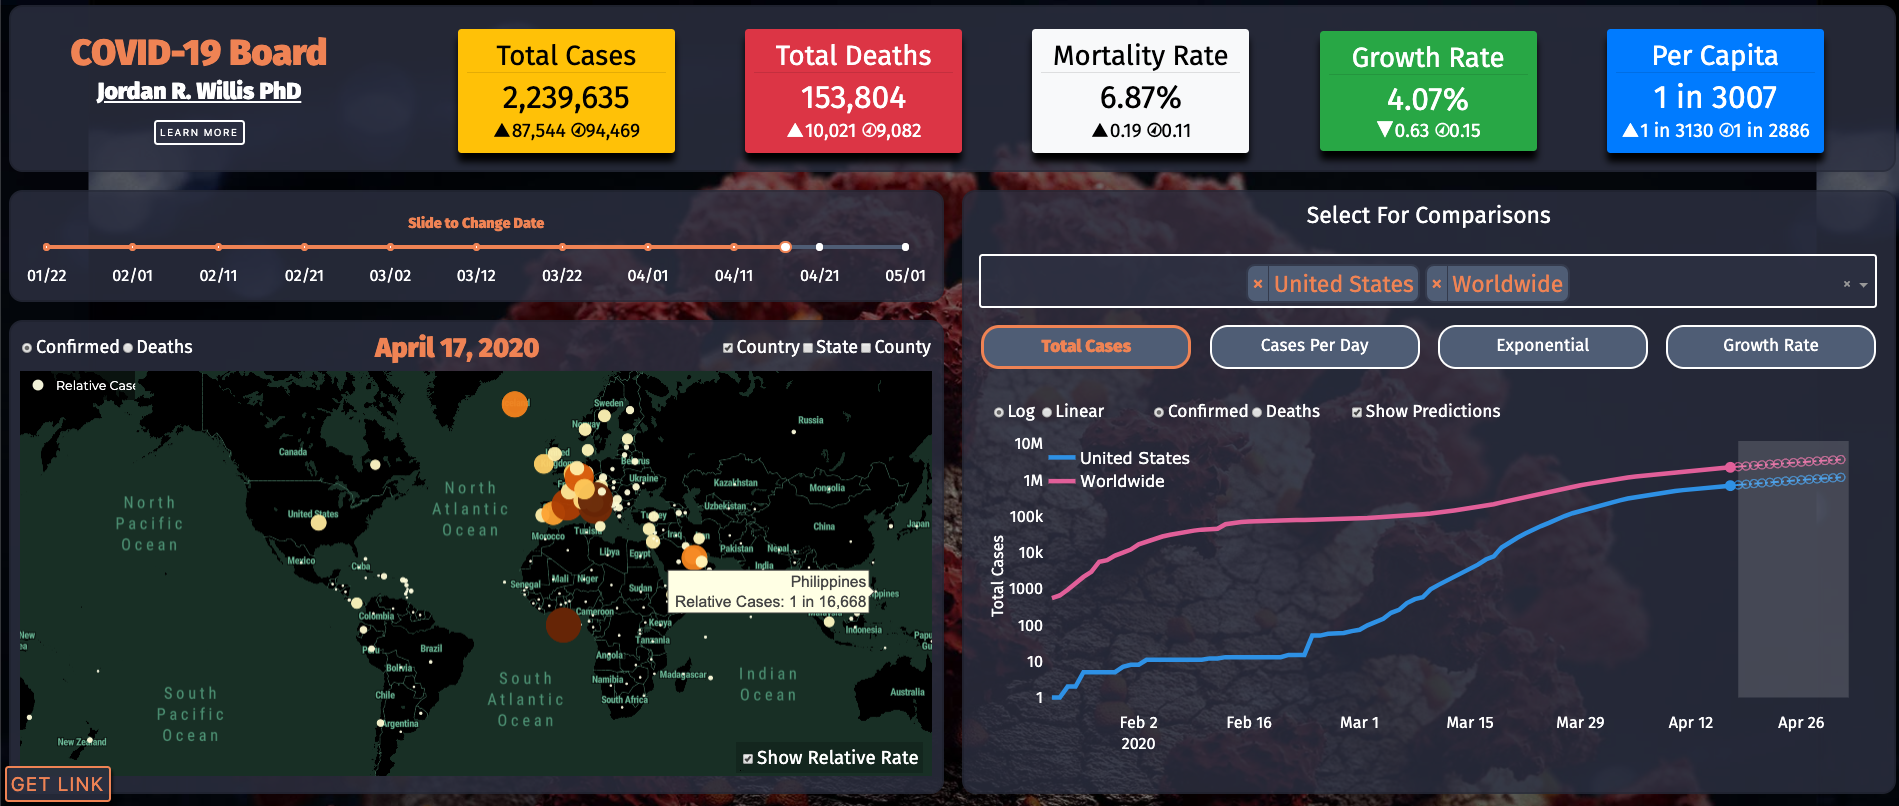 COVID-19 Board
Jordan R. Willis PhD
LEARN MORE
Total Cases
2,239,635
▲87,544 94,469
Total Deaths
153,804
▲10,021 9,082
Mortality Rate
6.87%
▲0.19 0.11
Growth Rate
4.07%
▼0.63 0.15
Per Capita
1 in 3007
▲1 in 3130 1 in 2886
Slide to Change Date
01/22 02/01 02/11 02/21 03/02 03/12 03/22 04/01 04/11 04/21 05/01
Confirmed Deaths
April 17, 2020
Country State County
Relative Case
Sweden
Russia
Norway
Canada
Belarus
Ukraine
Kazakhstan
Mongolia
North
Pacific
Ocean
North
Atlantic
Ocean
United States
Uzbekistan
China
Japan
Morocco
Tunisia
Iraq
Iran
Pakistan
Nepal
Mexico
Cuba
Libya
Egypt
India
Senegal
Mali
Niger
Sudan
Philippines
Relative Cases: 1 in 16,668
ppines
Cameroon
Colombia
Kenya
Indonesia
New
ea
Papu
Gu
Peru
Brazil
Tanzania
Angola
Bolivia
Namibia
Madagascar
Indian
Ocean
South
Pacific
Ocean
Chile
South
Atlantic
Ocean
South Africa
Australia
Argentina
New Zealand
Show Relative Rate
GET LINK
Select For Comparisons
× United States × Worldwide ×
Total Cases
Cases Per Day
Exponential
Growth Rate
Log Linear
Confirmed Deaths
Show Predictions
United States
Worldwide
Total Cases
10M
1M
100k
10k
1000
100
10
1
Feb 2
2020
Feb 16
Mar 1
Mar 15
Mar 29
Apr 12
Apr 26